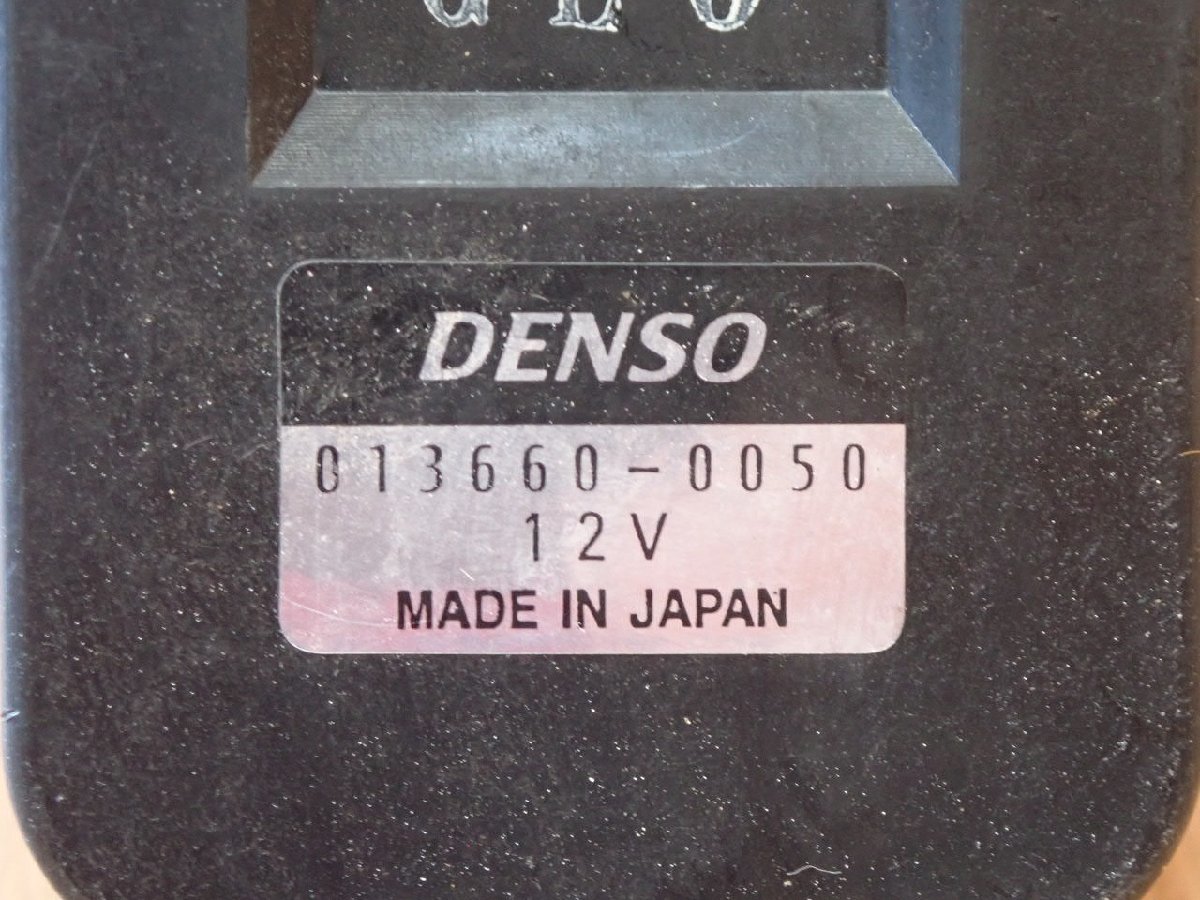 DENSO
013660-0050
12V
MADE IN JAPAN